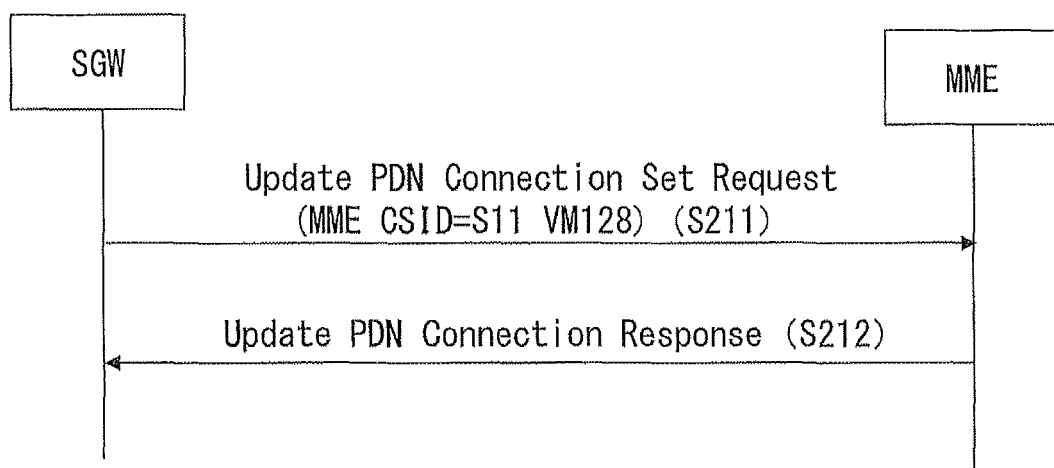 SGW
MME
Update PDN Connection Set Request
(MME CSID=S11 VM128) (S211)
Update PDN Connection Response (S212)